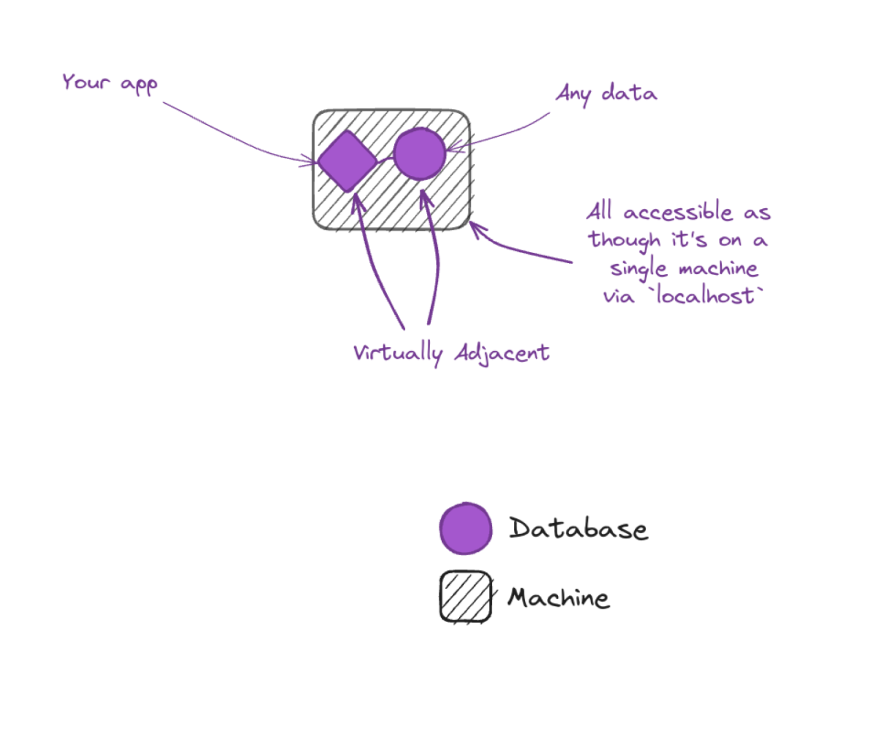 Your app
Any data
All accessible as
though it's on a
single machine
via `localhost`
Virtually Adjacent
Database
Machine